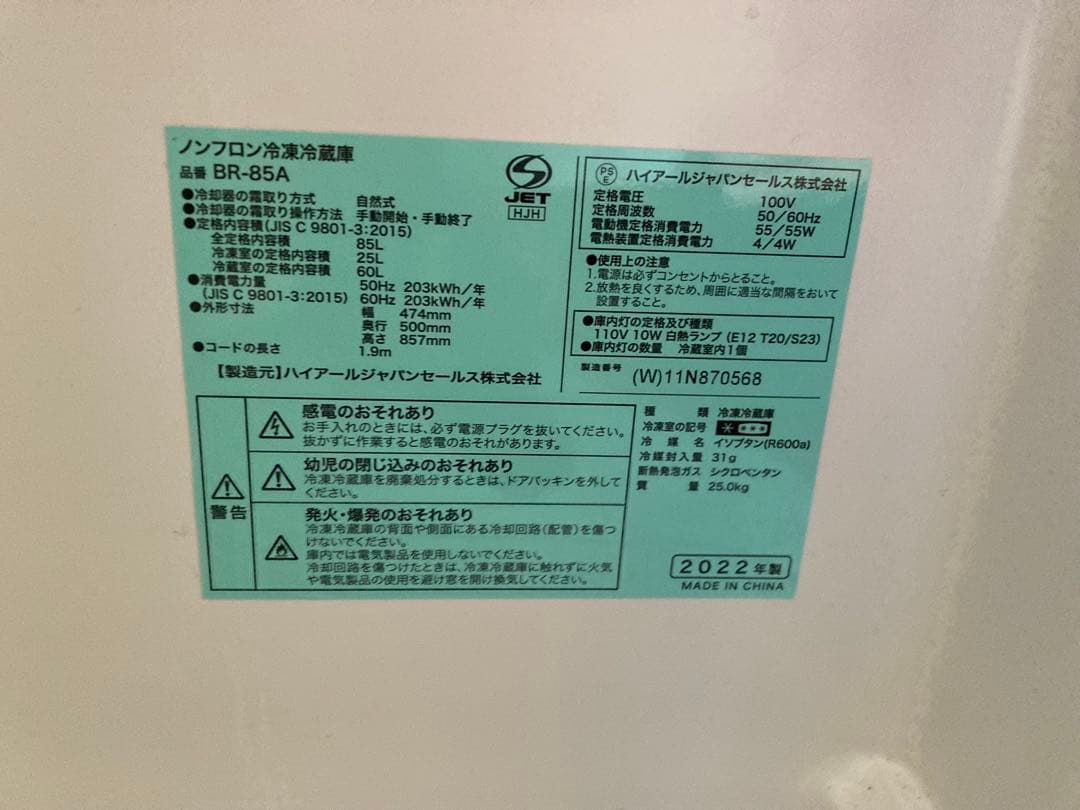 ノンフロン冷凍冷蔵庫
品番 BR-85A
●冷却器の霜取り方式 自然式
●冷却器の霜取り操作方法 手動開始・手動終了
●定格内容積(JIS C 9801-3:2015)
全定格内容積 85L
冷凍室の定格内容積 25L
冷蔵室の定格内容積 60L
●消費電力量 50Hz 203kWh/年
(JIS C 9801-3:2015) 60Hz 203kWh/年
●外形寸法 幅 474mm
奥行 500mm
高さ 857mm
●コードの長さ 1.9m
【製造元】ハイアールジャパンセールス株式会社
JET
HJH
PSE ハイアールジャパンセールス株式会社
定格電圧 100V
定格周波数 50/60Hz
電動機定格消費電力 55/55W
電熱装置定格消費電力 4/4W
●使用上の注意
1.電源は必ずコンセントからとること。
2.放熱を良くするため、周囲に適当な間隔をおいて
設置すること。
●庫内灯の定格及び種類
110V 10W 白熱ランプ(E12 T20/S23)
●庫内灯の数量 冷蔵室内1個
製造番号 (W)11N870568
警告
感電のおそれあり
お手入れのときには、必ず電源プラグを抜いてください。
抜かずに作業すると感電のおそれがあります。
幼児の閉じ込みのおそれあり
冷凍冷蔵庫を廃棄処分するときは、ドアパッキンを外して
ください。
発火・爆発のおそれあり
冷凍冷蔵庫の背面や側面にある冷却回路(配管)を傷つ
けないでください。
庫内では電気製品を使用しないでください。
冷却回路を傷つけたときは、冷凍冷蔵庫に触れずに火気
や電気製品の使用を避け窓を開け換気してください。
種類 冷凍冷蔵庫
冷凍室の記号 * ***
冷媒名 イソブタン(R600a)
冷媒封入量 31g
断熱発泡ガス シクロペンタン
質量 25.0kg
2022年製
MADE IN CHINA